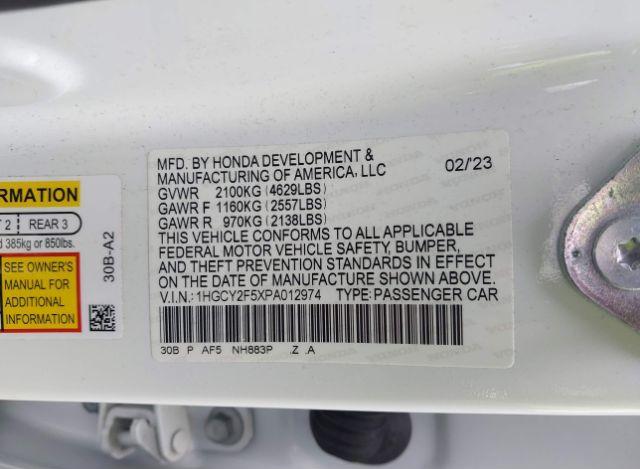 MFD. BY HONDA DEVELOPMENT &
MANUFACTURING OF AMERICA, LLC 02/'23
GVWR 2100KG (4629LBS)
GAWR F 1160KG (2557LBS)
GAWR R 970KG (2138LBS)
THIS VEHICLE CONFORMS TO ALL APPLICABLE
FEDERAL MOTOR VEHICLE SAFETY, BUMPER,
AND THEFT PREVENTION STANDARDS IN EFFECT
ON THE DATE OF MANUFACTURE SHOWN ABOVE.
V.I.N.: 1HGCY2F5XPA012974 TYPE: PASSENGER CAR
30B P AF5 NH883P .Z .A
RMATION
2 REAR 3
385kg or 850lbs.
SEE OWNER'S
MANUAL FOR
ADDITIONAL
INFORMATION
30B-A2